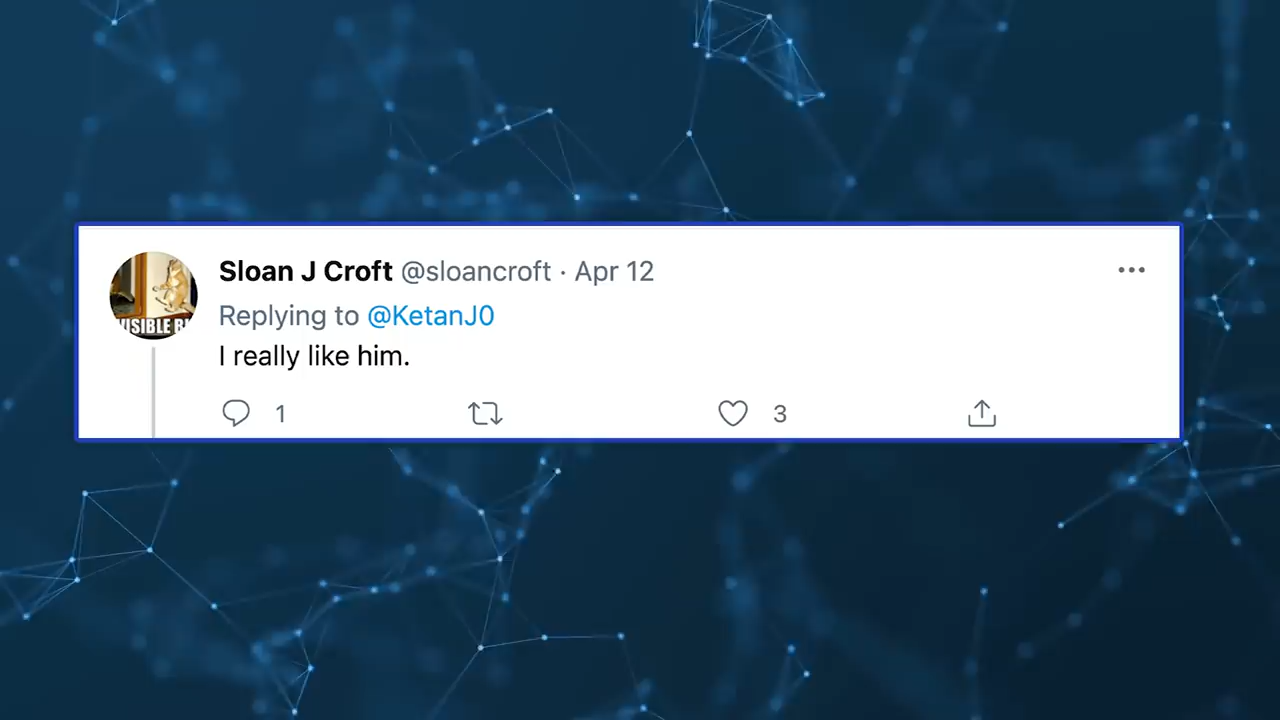 Sloan J Croft @sloancroft · Apr 12
Replying to @KetanJ0
I really like him.
1 3